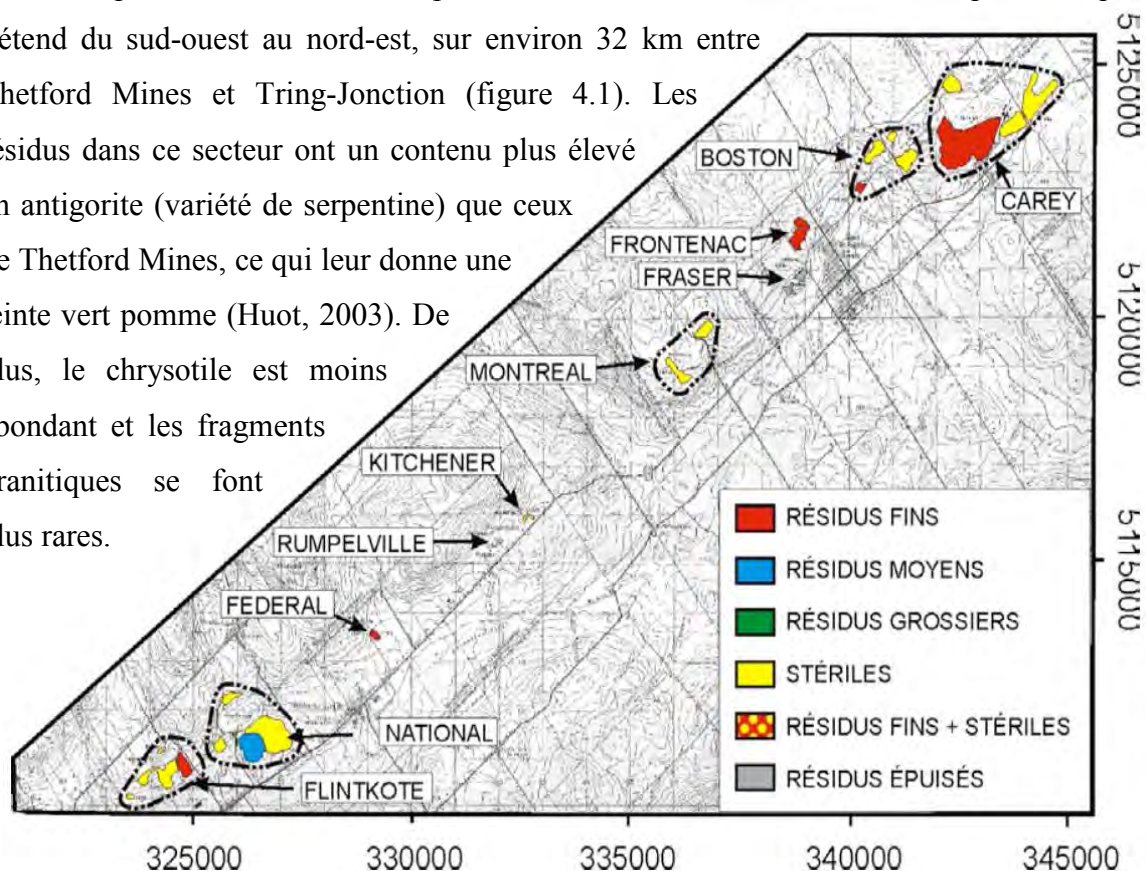 étend du sud-ouest au nord-est, sur environ 32 km entre
hetford Mines et Tring-Jonction (figure 4.1). Les
ésidus dans ce secteur ont un contenu plus élevé
n antigorite (variété de serpentine) que ceux
e Thetford Mines, ce qui leur donne une
einte vert pomme (Huot, 2003). De
lus, le chrysotile est moins
bondant et les fragments
ranitiques se font
lus rares.
BOSTON
CAREY
FRONTENAC
FRASER
MONTREAL
KITCHENER
RUMPELVILLE
FEDERAL
NATIONAL
FLINTKOTE
RÉSIDUS FINS
RÉSIDUS MOYENS
RÉSIDUS GROSSIERS
STÉRILES
RÉSIDUS FINS + STÉRILES
RÉSIDUS ÉPUISÉS
5125000
5120000
5115000
325000
330000
335000
340000
345000